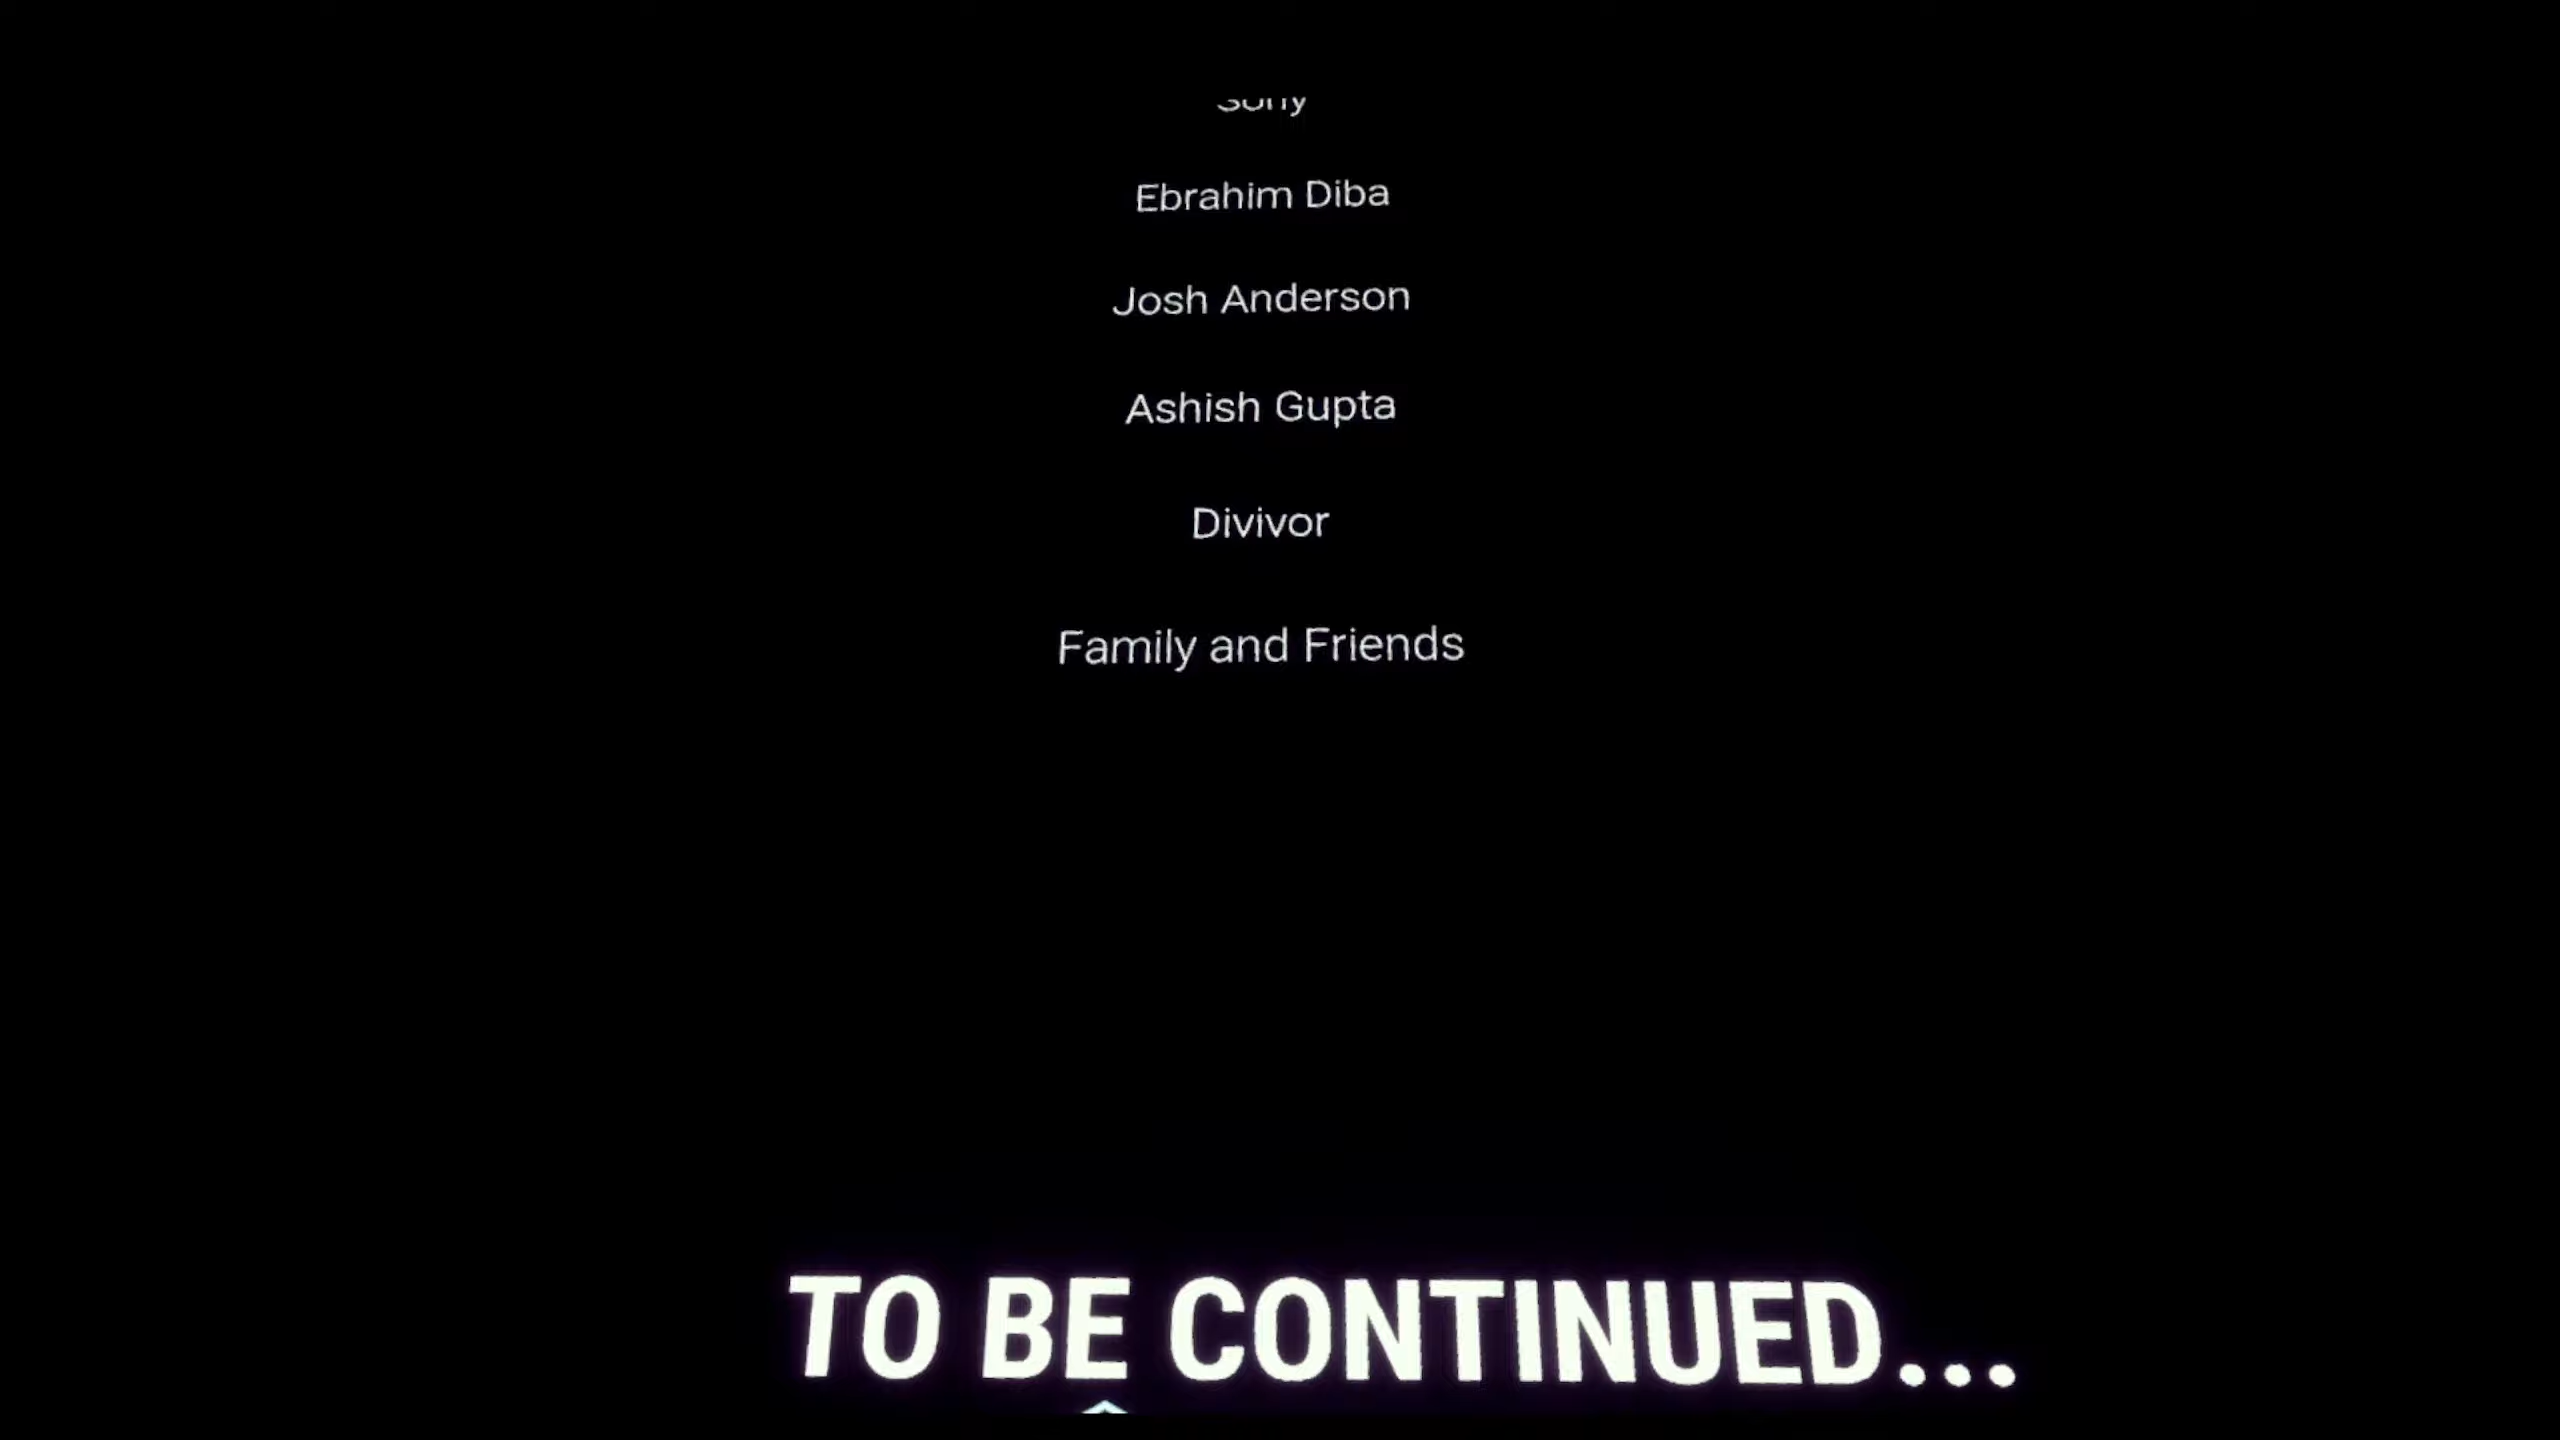 Ebrahim Diba
Josh Anderson
Ashish Gupta
Divivor
Family and Friends
TO BE CONTINUED...